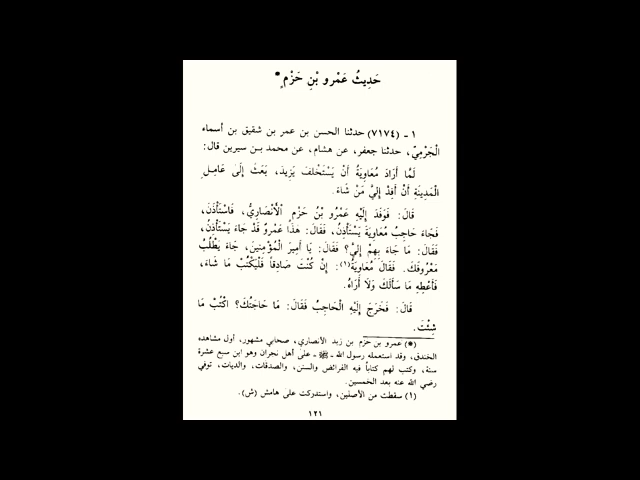 حَدِيثُ عَمْرِو بْنِ حَزْمٍ*
١ - (٧١٧٤) حدثنا الحسن بن عمر بن شقيق بن أسماء
الْجَرْمِيّ، حدثنا جعفر، عن هشام، عن محمد بن سيرين قال:
لَمَّا أَرَادَ مُعَاوِيَةُ أَنْ يَسْتَخْلِفَ يَزِيدَ، بَعَثَ إِلَى عَامِلِ
الْمَدِينَةِ أَنْ أَفِدْ إِلَيَّ مَنْ شَاءَ.
قَالَ: فَوَفَدَ إِلَيْهِ عَمْرُو بْنُ حَزْمٍ الْأَنْصَارِيُّ، فَاسْتَأْذَنَ،
فَجَاءَ حَاجِبُ مُعَاوِيَةَ يَسْتَأْذِنُ، فَقَالَ: هٰذَا عَمْرٌو قَدْ جَاءَ يَسْتَأْذِنُ،
فَقَالَ: مَا جَاءَ بِهِمْ إِلَيَّ؟ فَقَالَ: يَا أَمِيرَ الْمُؤْمِنِينَ، جَاءَ يَطْلُبُ
مَعْرُوفَكَ. فَقَالَ مُعَاوِيَةُ(١): إِنْ كُنْتَ صَادِقاً فَلْيَكْتُبْ مَا شَاءَ،
فَأَعْطِهِ مَا سَأَلَكَ وَلَا أَرَاهُ.
قَالَ: فَخَرَجَ إِلَيْهِ الْحَاجِبُ فَقَالَ: مَا حَاجَتُكَ؟ اكْتُبْ مَا
شِئْتَ.
(*) عمرو بن حزم بن زيد الأنصاري، صحابي مشهور، أول مشاهده
الخندق، وقد استعمله رسول الله - ﷺ - على أهل نجران وهو ابن سبع عشرة
سنة، وكتب لهم كتاباً فيه الفرائض والسنن، والصدقات، والديات، توفي
رضي الله عنه بعد الخمسين.
(١) سقطت من الأصلين، واستدركت على هامش (ش).
١٢١